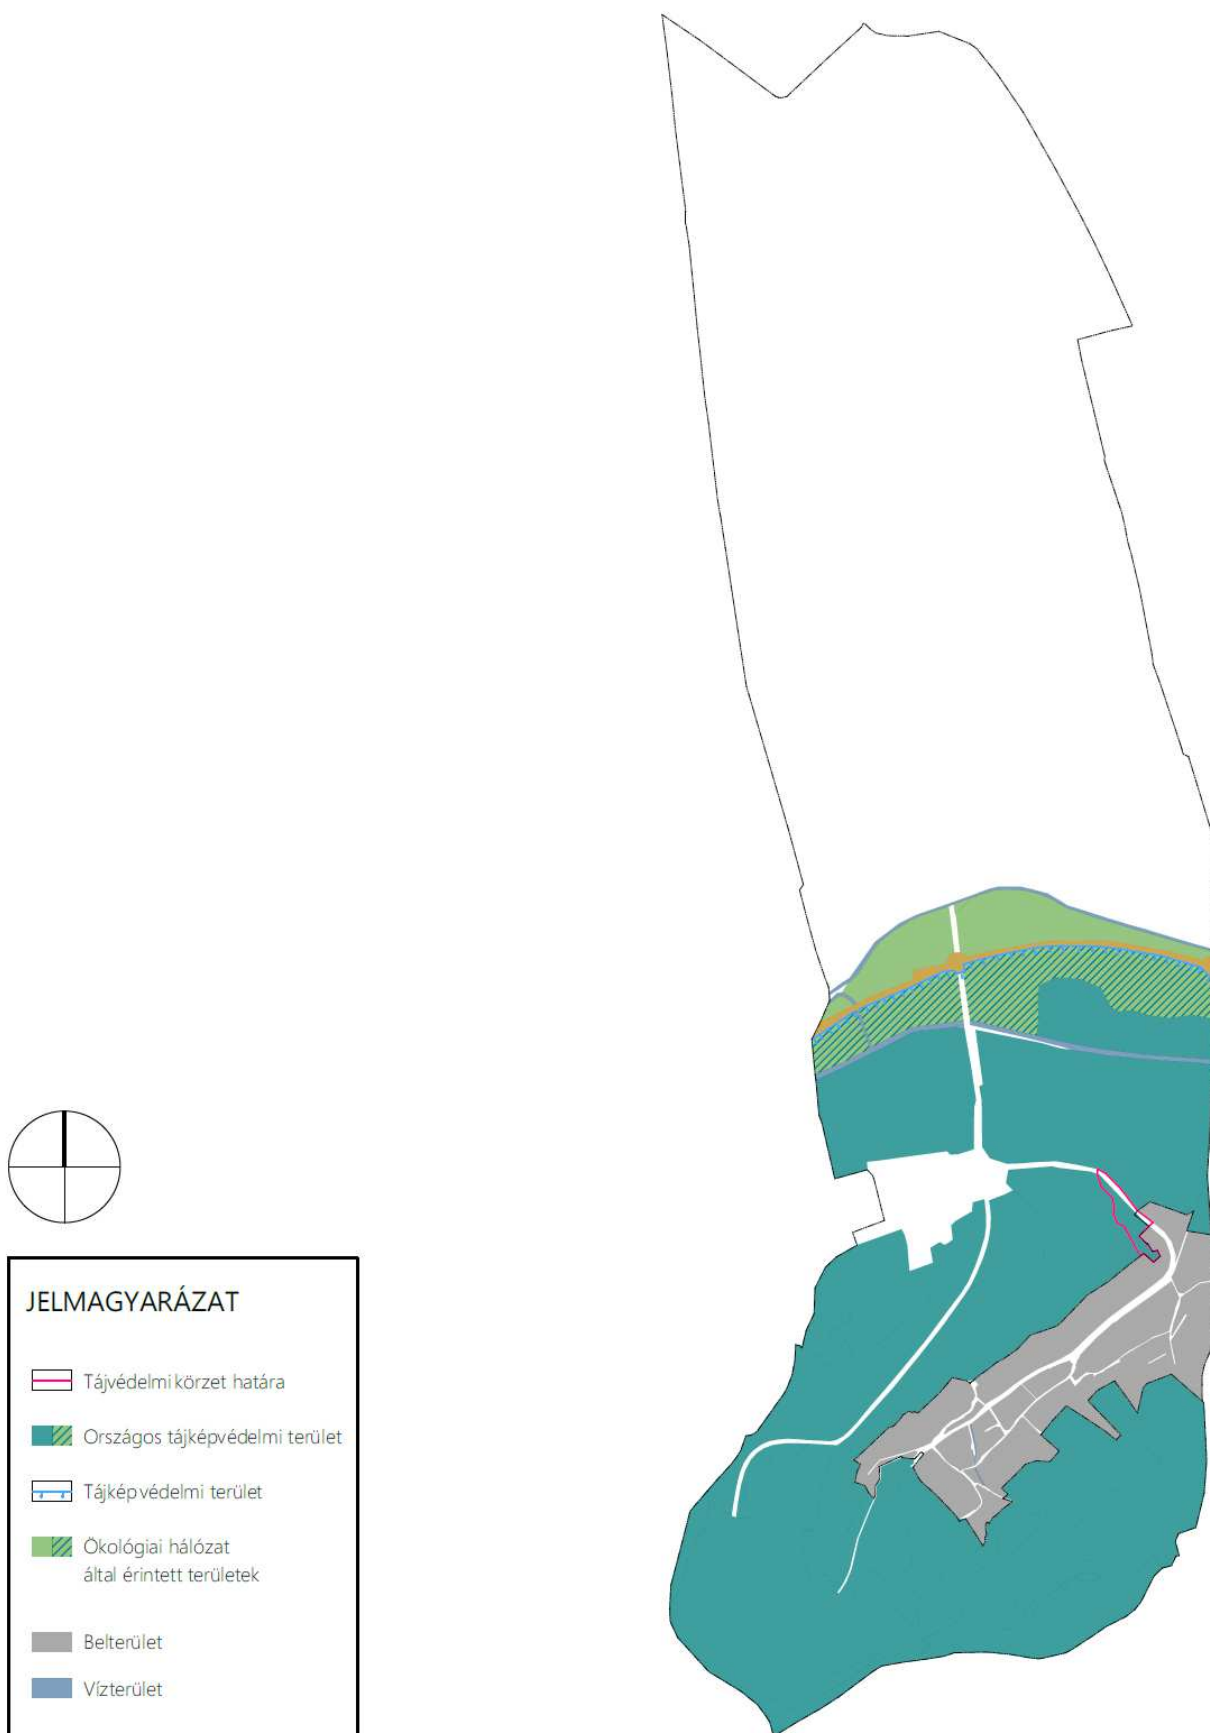 JELMAGYARÁZAT
Tájvédelmi körzet határa
Országos tájképvédelmi terület
Tájképvédelmi terület
Ökológiai hálózat
által érintett területek
Belterület
Vízterület